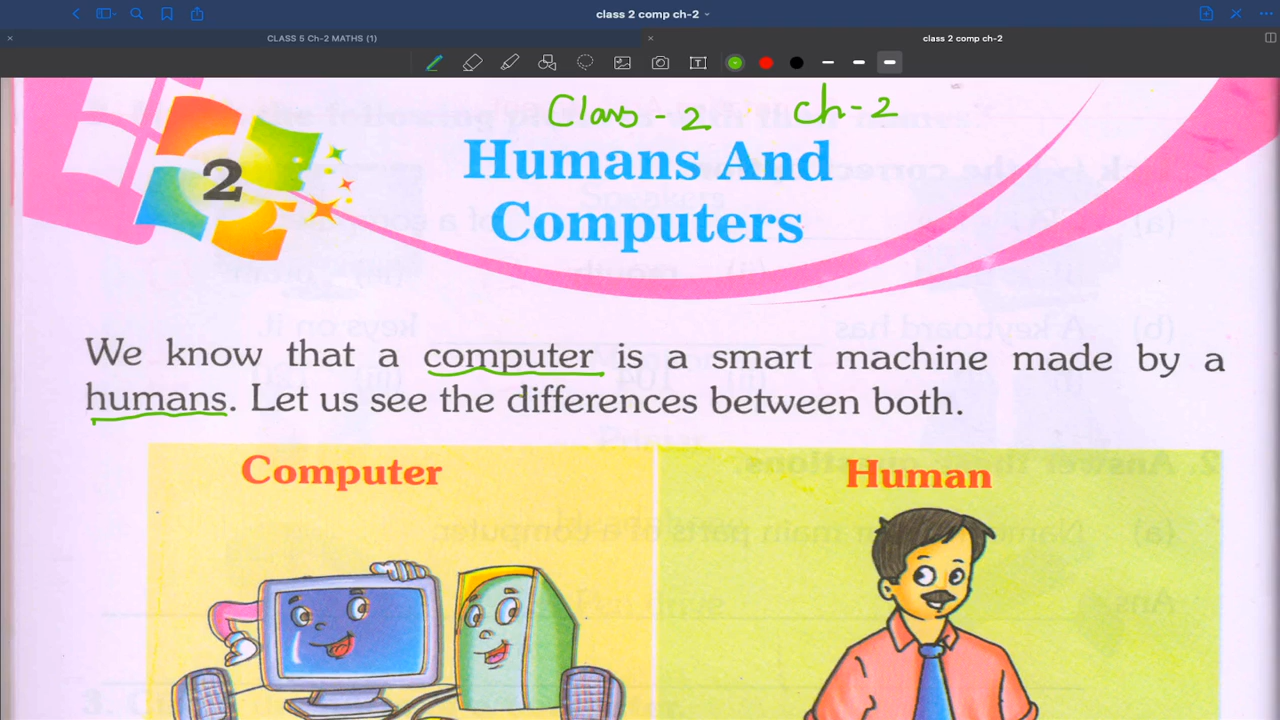 class 2 comp ch-2
CLASS 5 Ch-2 MATHS (1)
class 2 comp ch-2
Class - 2 ch-2
2
Humans And
Computers
We know that a computer is a smart machine made by a
humans. Let us see the differences between both.
Computer
Human